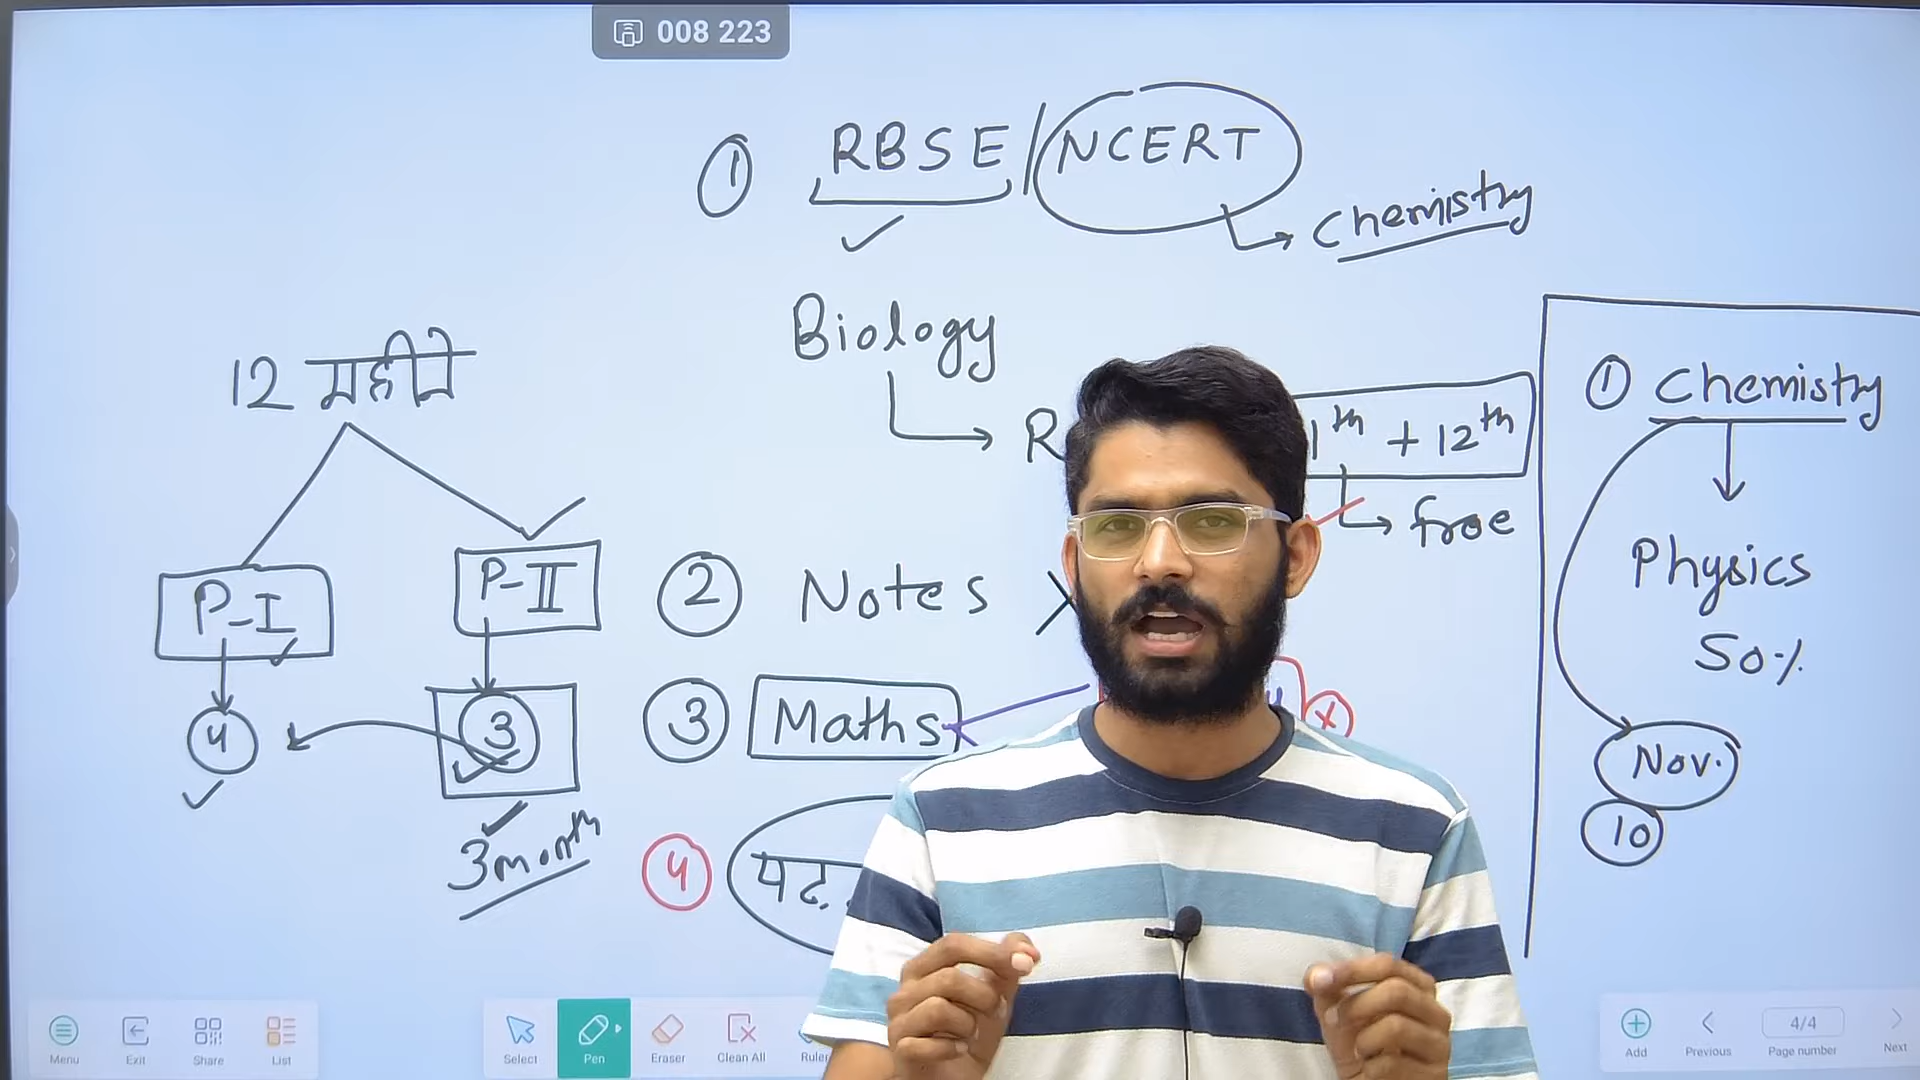 008 223
① RBSE/NCERT
→ Chemistry
Biology
→ R
1th + 12th
→ free
12 महीने
P-I
P-II
4
3
3 month
② Notes ×
③ Maths
×
④ पढ़
① Chemistry
Physics
50%
Nov.
10
Menu Exit Share List
Select Pen Eraser Clean All Ruler
Add Previous 4/4 Page number Next